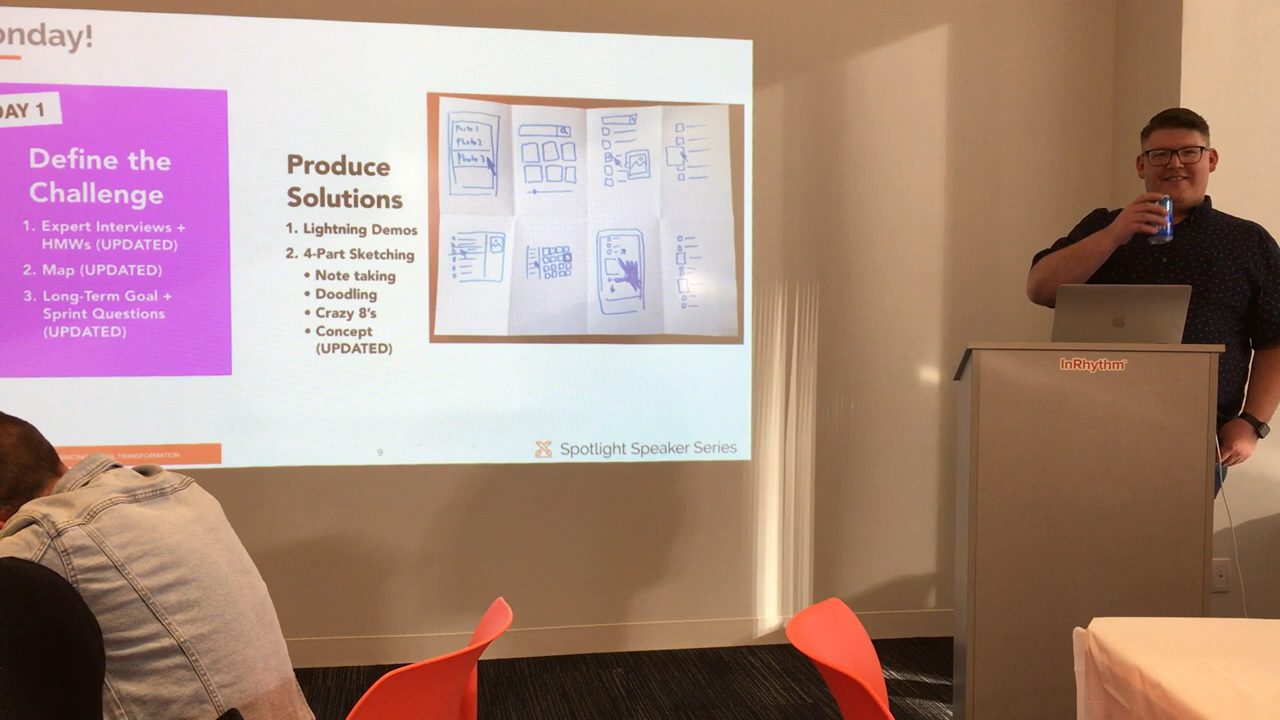 onday!
DAY 1
Define the
Challenge
1. Expert Interviews +
HMWs (UPDATED)
2. Map (UPDATED)
3. Long-Term Goal +
Sprint Questions
(UPDATED)
Produce
Solutions
1. Lightning Demos
2. 4-Part Sketching
• Note taking
• Doodling
• Crazy 8's
• Concept
(UPDATED)
Photo 1
Photo 2
Photo 3
TRANSFORMATION
9
Spotlight Speaker Series
InRhythm